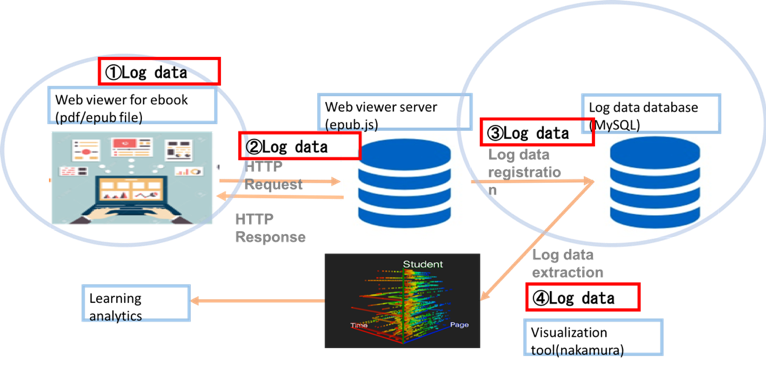 ①Log data
Web viewer for ebook
(pdf/epub file)
Web viewer server
(epub.js)
Log data database
(MySQL)
②Log data
HTTP
Request
③Log data
Log data
registratio
n
HTTP
Response
Log data
extraction
④Log data
Student
Time
Page
Learning
analytics
Visualization
tool(nakamura)